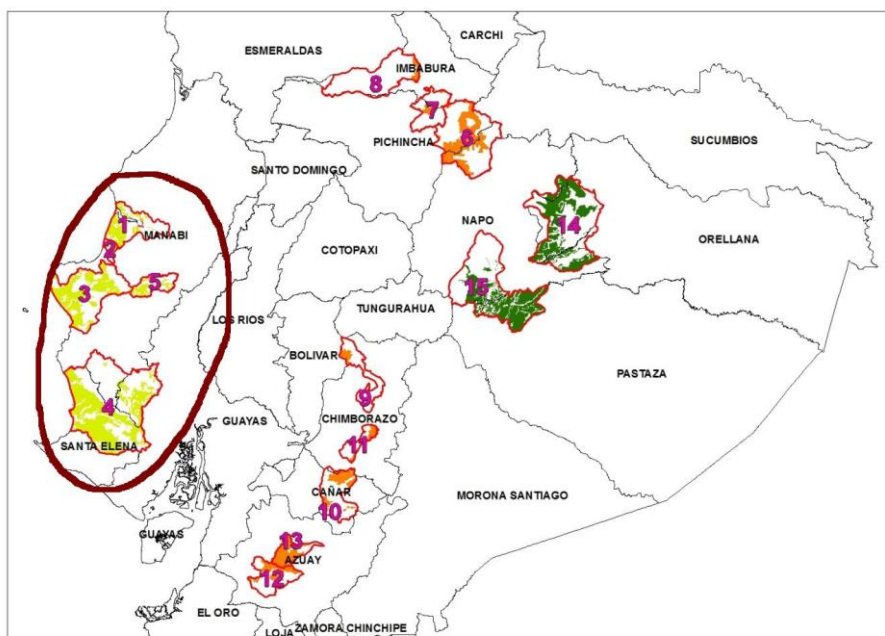 CARCHI
ESMERALDAS
IMBABURA
8
7
6
PICHINCHA
SUCUMBIOS
SANTO DOMINGO
1
MANABI
2
NAPO
14
ORELLANA
COTOPAXI
3
5
15
TUNGURAHUA
LOS RIOS
BOLIVAR
PASTAZA
9
4
CHIMBORAZO
GUAYAS
11
SANTA ELENA
CAÑAR
MORONA SANTIAGO
10
GUAYAS
13
AZUAY
12
EL ORO
LOJA
ZAMORA CHINCHIPE